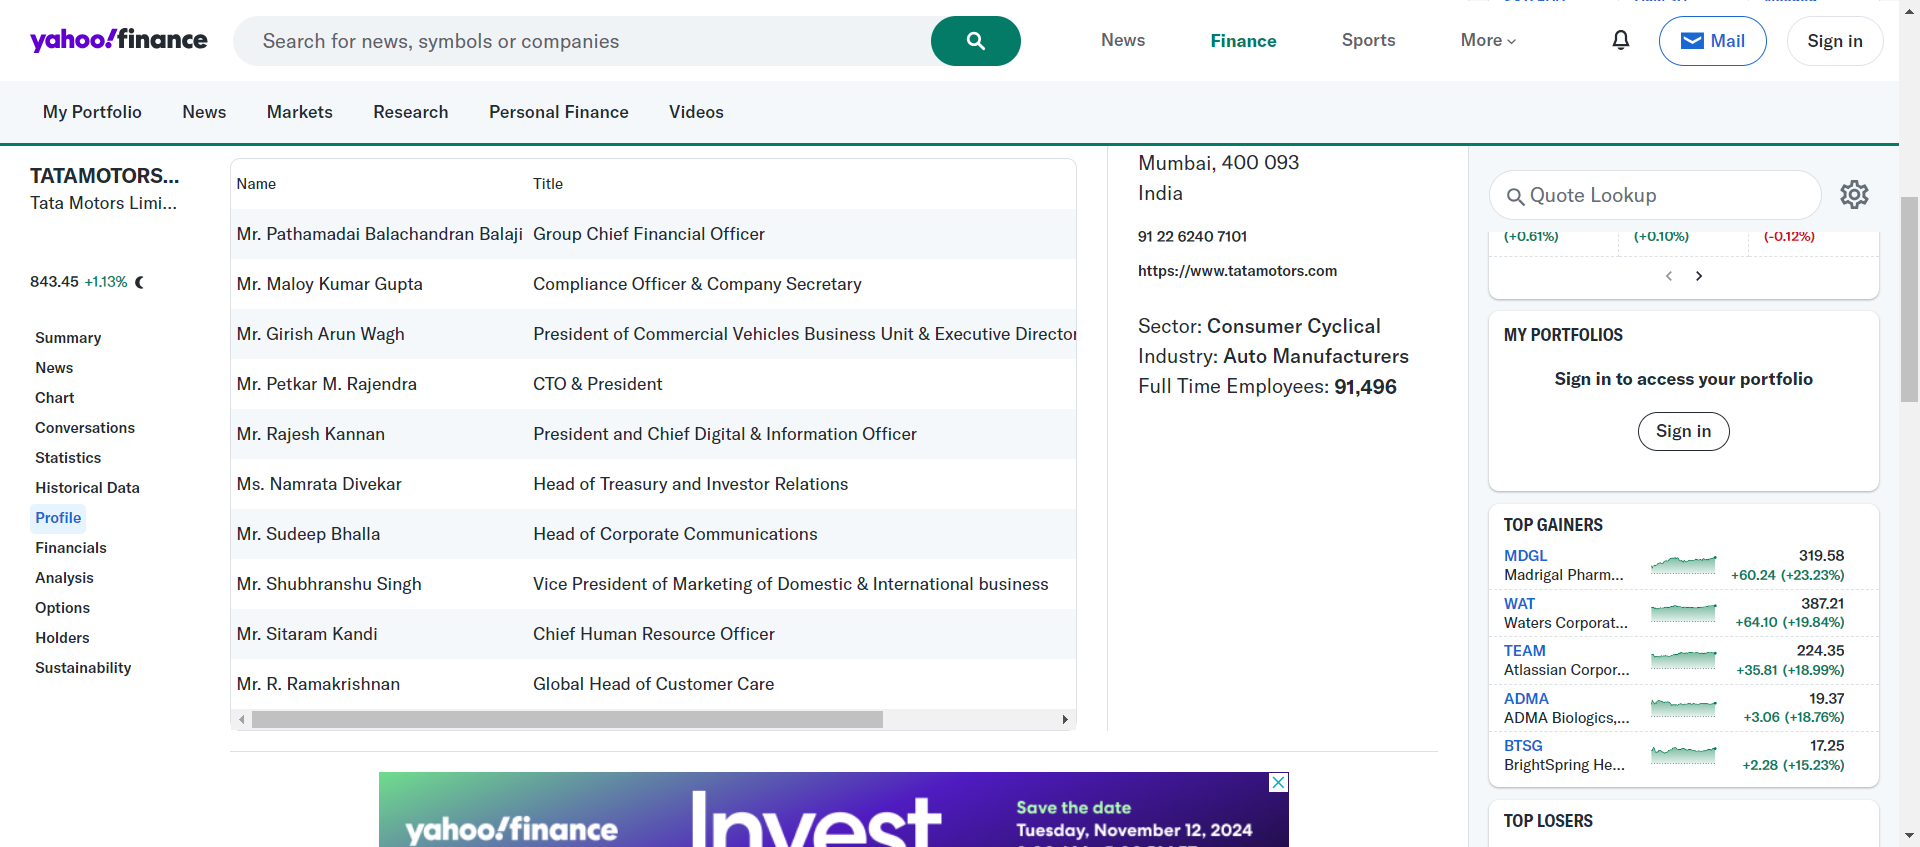 yahoo!finance
Search for news, symbols or companies
News
Finance
Sports
More
Mail
Sign in
My Portfolio
News
Markets
Research
Personal Finance
Videos
TATAMOTORS...
Tata Motors Limi...
843.45 +1.13%
Summary
News
Chart
Conversations
Statistics
Historical Data
Profile
Financials
Analysis
Options
Holders
Sustainability
Name Title
Mr. Pathamadai Balachandran Balaji Group Chief Financial Officer
Mr. Maloy Kumar Gupta Compliance Officer & Company Secretary
Mr. Girish Arun Wagh President of Commercial Vehicles Business Unit & Executive Director
Mr. Petkar M. Rajendra CTO & President
Mr. Rajesh Kannan President and Chief Digital & Information Officer
Ms. Namrata Divekar Head of Treasury and Investor Relations
Mr. Sudeep Bhalla Head of Corporate Communications
Mr. Shubhranshu Singh Vice President of Marketing of Domestic & International business
Mr. Sitaram Kandi Chief Human Resource Officer
Mr. R. Ramakrishnan Global Head of Customer Care
Mumbai, 400 093
India
91 22 6240 7101
https://www.tatamotors.com
Sector: Consumer Cyclical
Industry: Auto Manufacturers
Full Time Employees: 91,496
yahoo!finance
Invest
Save the date
Tuesday, November 12, 2024
Quote Lookup
(+0.61%) (+0.10%) (-0.12%)
MY PORTFOLIOS
Sign in to access your portfolio
Sign in
TOP GAINERS
MDGL 319.58
Madrigal Pharm... +60.24 (+23.23%)
WAT 387.21
Waters Corporat... +64.10 (+19.84%)
TEAM 224.35
Atlassian Corpor... +35.81 (+18.99%)
ADMA 19.37
ADMA Biologics,... +3.06 (+18.76%)
BTSG 17.25
BrightSpring He... +2.28 (+15.23%)
TOP LOSERS